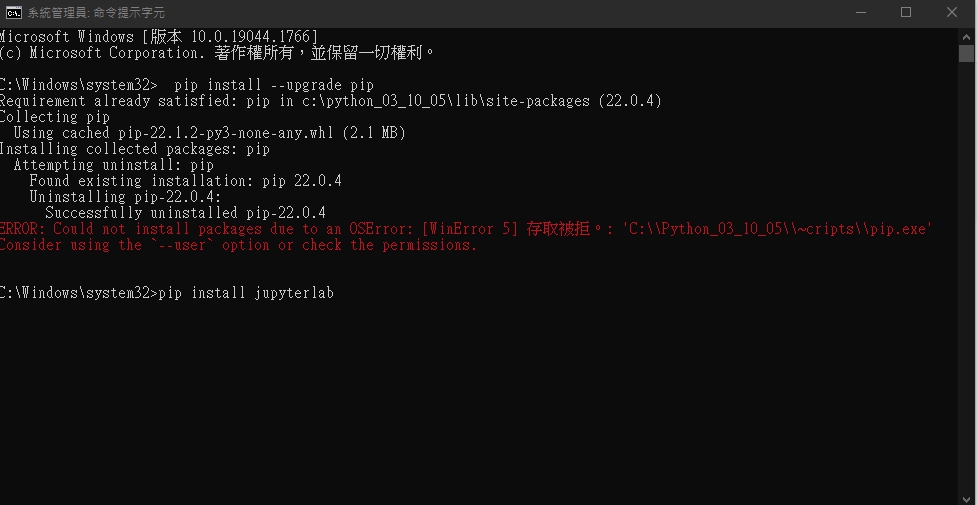 系統管理員: 命令提示字元
Microsoft Windows [版本 10.0.19044.1766]
(c) Microsoft Corporation. 著作權所有，並保留一切權利。
C:\Windows\system32>  pip install --upgrade pip
Requirement already satisfied: pip in c:\python_03_10_05\lib\site-packages (22.0.4)
Collecting pip
  Using cached pip-22.1.2-py3-none-any.whl (2.1 MB)
Installing collected packages: pip
  Attempting uninstall: pip
    Found existing installation: pip 22.0.4
    Uninstalling pip-22.0.4:
      Successfully uninstalled pip-22.0.4
ERROR: Could not install packages due to an OSError: [WinError 5] 存取被拒。: 'C:\\Python_03_10_05\\~cripts\\pip.exe'
Consider using the `--user` option or check the permissions.
C:\Windows\system32>pip install jupyterlab